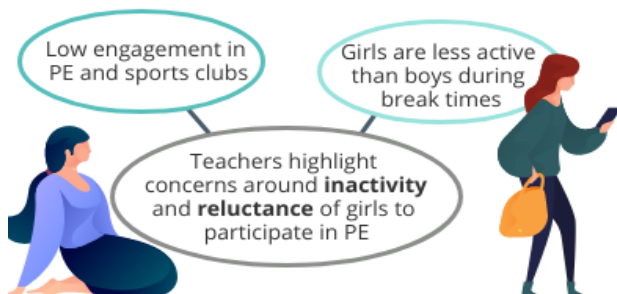 Low engagement in
PE and sports clubs
Girls are less active
than boys during
break times
Teachers highlight
concerns around inactivity
and reluctance of girls to
participate in PE